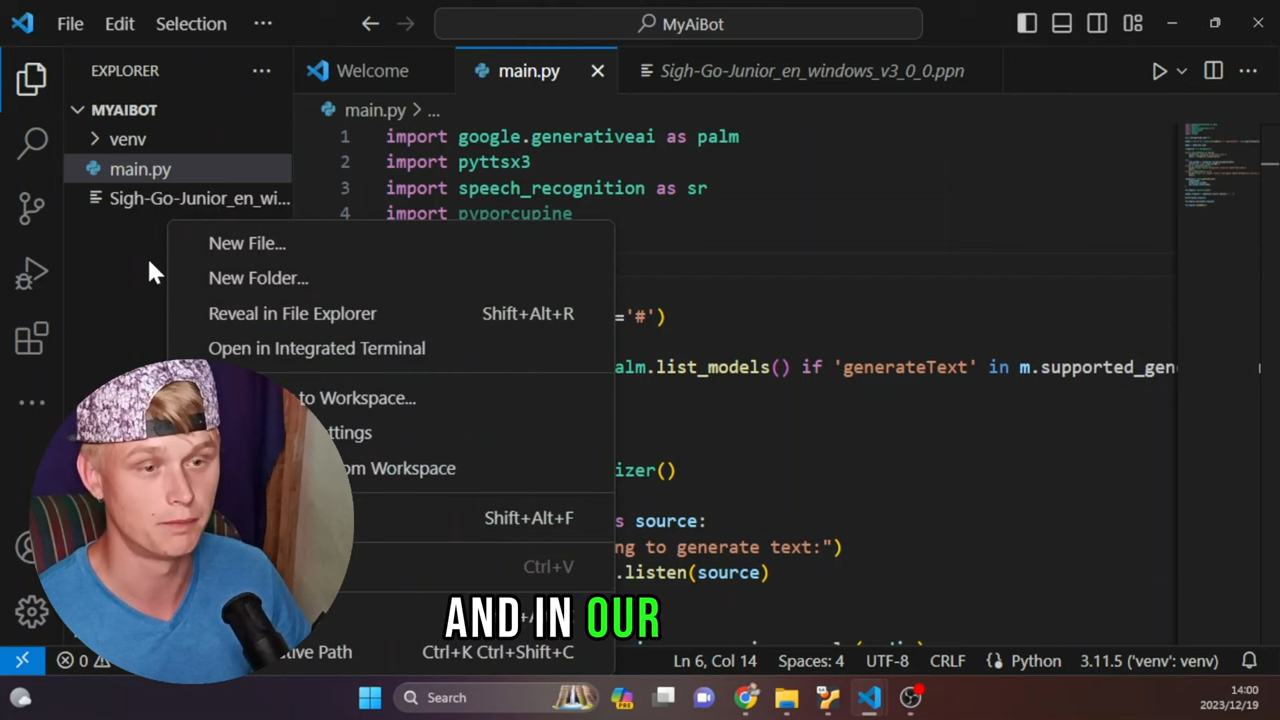 File Edit Selection ··· MyAiBot
EXPLORER ··· Welcome main.py Sigh-Go-Junior_en_windows_v3_0_0.ppn
MYAIBOT
main.py > ...
venv
main.py
Sigh-Go-Junior_en_wi...
1 import google.generativeai as palm
2 import pyttsx3
3 import speech_recognition as sr
4 import pvporcupine
New File...
New Folder...
Reveal in File Explorer Shift+Alt+R
Open in Integrated Terminal
to Workspace...
ttings
om Workspace
Shift+Alt+F
Ctrl+V
tive Path Ctrl+K Ctrl+Shift+C
='#')
alm.list_models() if 'generateText' in m.supported_gen
izer()
s source:
ng to generate text:")
.listen(source)
AND IN OUR
0
Ln 6, Col 14 Spaces: 4 UTF-8 CRLF Python 3.11.5 ('venv': venv)
Search
PRE
14:00
2023/12/19